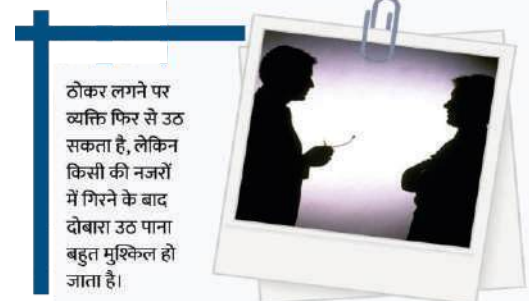 ठोकर लगने पर
व्यक्ति फिर से उठ
सकता है, लेकिन
किसी की नजरों
में गिरने के बाद
दोबारा उठ पाना
बहुत मुश्किल हो
जाता है।